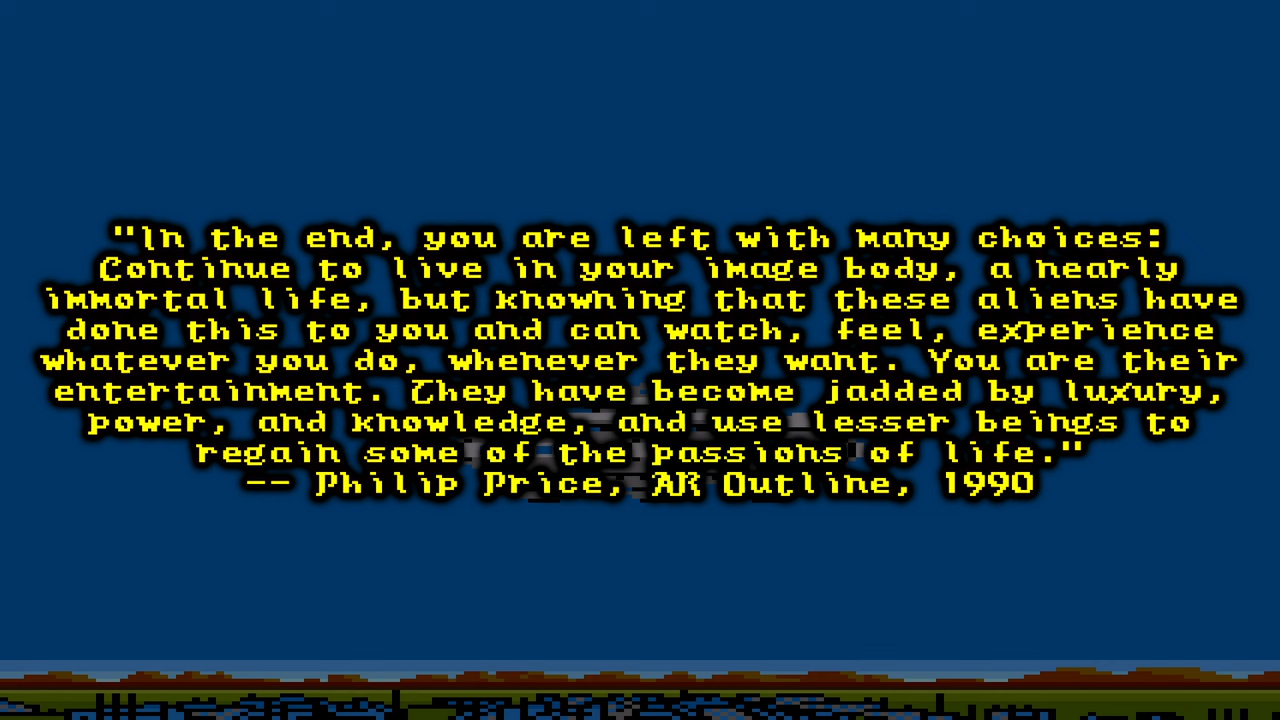 "In the end, you are left with many choices:
Continue to live in your image body, a nearly
immortal life, but knowning that these aliens have
done this to you and can watch, feel, experience
whatever you do, whenever they want. You are their
entertainment. They have become jadded by luxury,
power, and knowledge, and use lesser beings to
regain some of the passions of life."
-- Philip Price, AR Outline, 1990